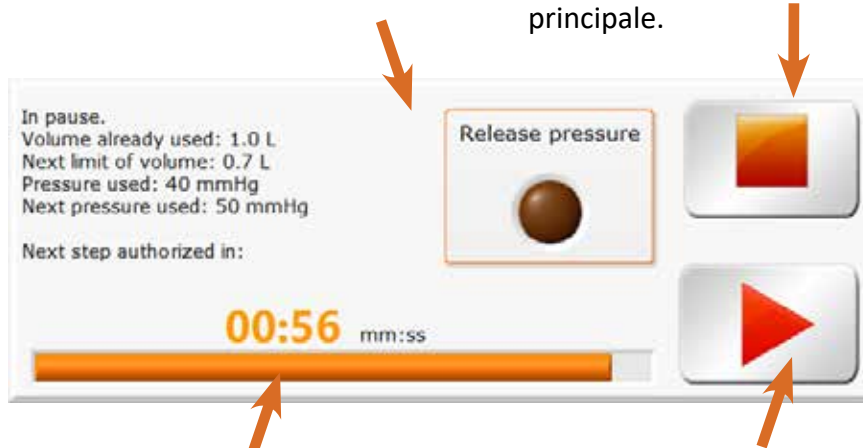 principale.
In pause.
Volume already used: 1.0 L
Next limit of volume: 0.7 L
Pressure used: 40 mmHg
Next pressure used: 50 mmHg
Next step authorized in:
Release pressure
00:56 mm:ss